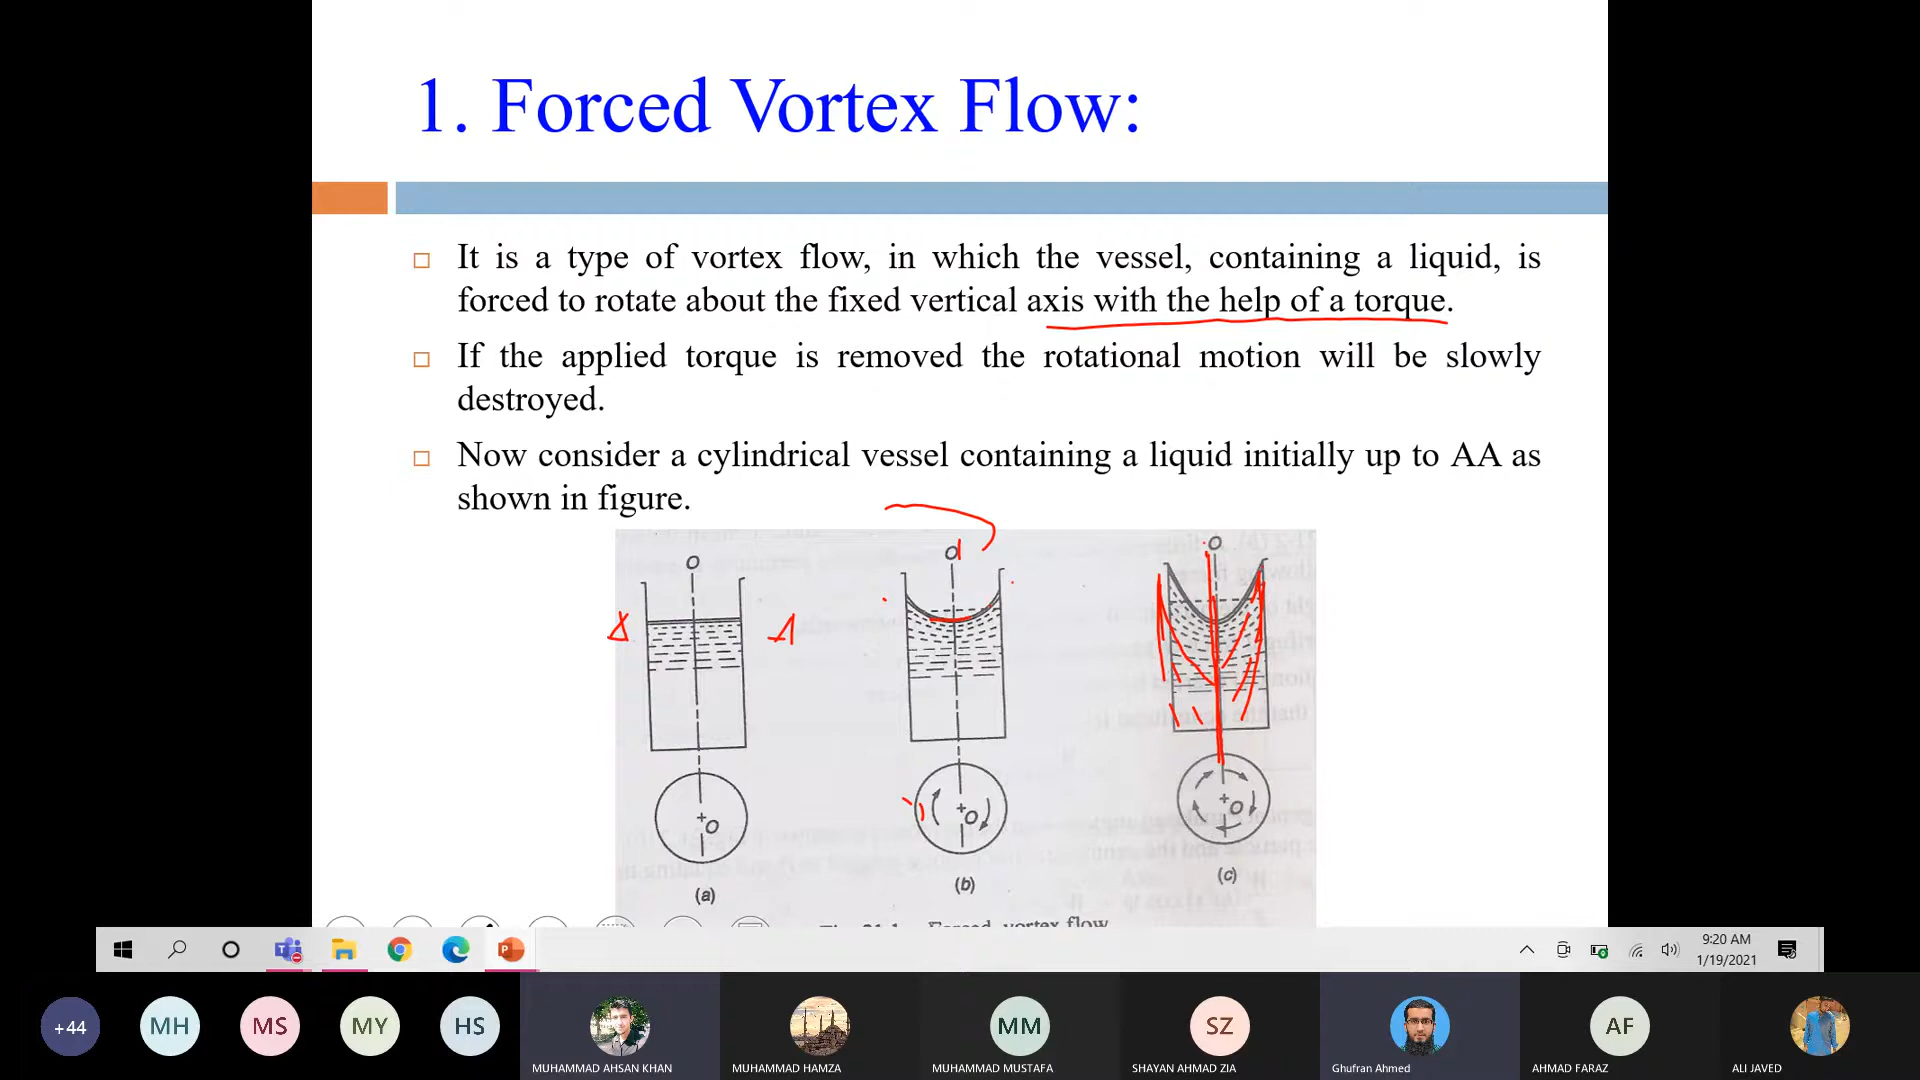 1. Forced Vortex Flow:
It is a type of vortex flow, in which the vessel, containing a liquid, is
forced to rotate about the fixed vertical axis with the help of a torque.
If the applied torque is removed the rotational motion will be slowly
destroyed.
Now consider a cylindrical vessel containing a liquid initially up to AA as
shown in figure.
O
O
O
A
A
+O
+O
+O
(a)
(b)
(c)
Forced vortex flow
9:20 AM
1/19/2021
+44
MH
MS
MY
HS
MM
SZ
AF
MUHAMMAD AHSAN KHAN
MUHAMMAD HAMZA
MUHAMMAD MUSTAFA
SHAYAN AHMAD ZIA
Ghufran Ahmed
AHMAD FARAZ
ALI JAVED